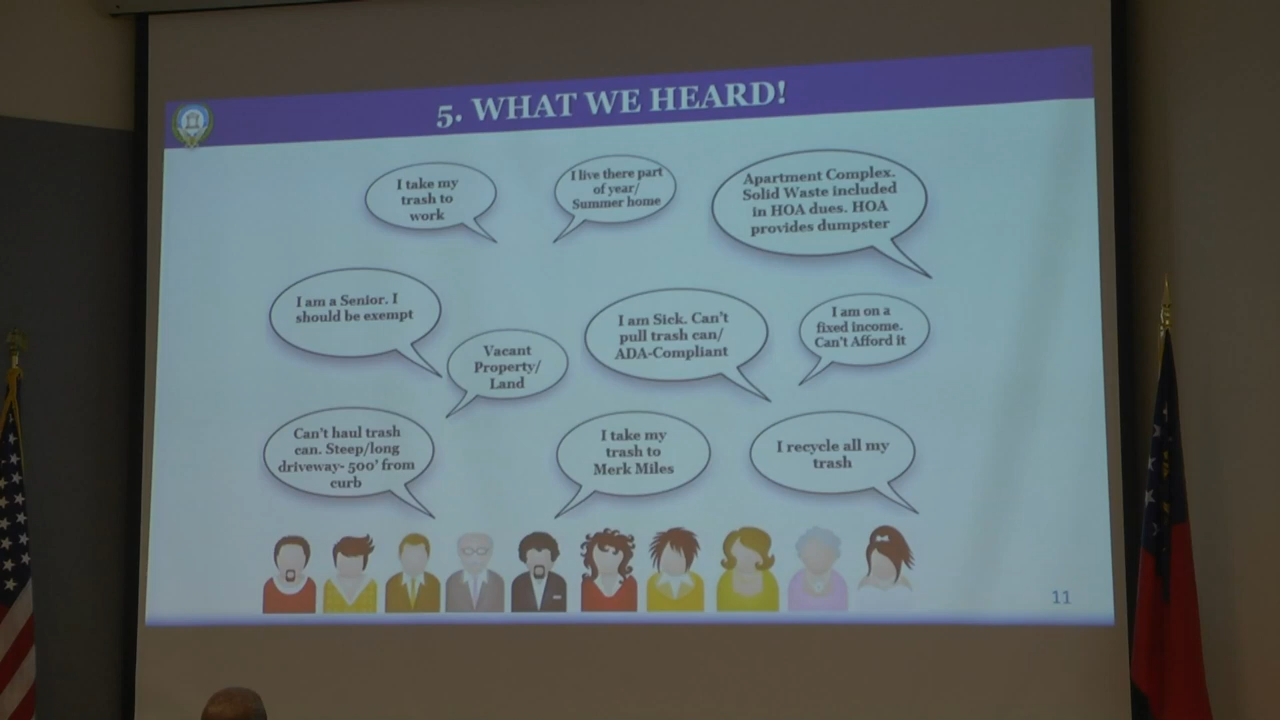 5. WHAT WE HEARD!
I take my
trash to
work
I live there part
of year/
Summer home
Apartment Complex.
Solid Waste included
in HOA dues. HOA
provides dumpster
I am a Senior. I
should be exempt
Vacant
Property/
Land
I am Sick. Can't
pull trash can/
ADA-Compliant
I am on a
fixed income.
Can't Afford it
Can't haul trash
can. Steep/long
driveway- 500' from
curb
I take my
trash to
Merk Miles
I recycle all my
trash
11